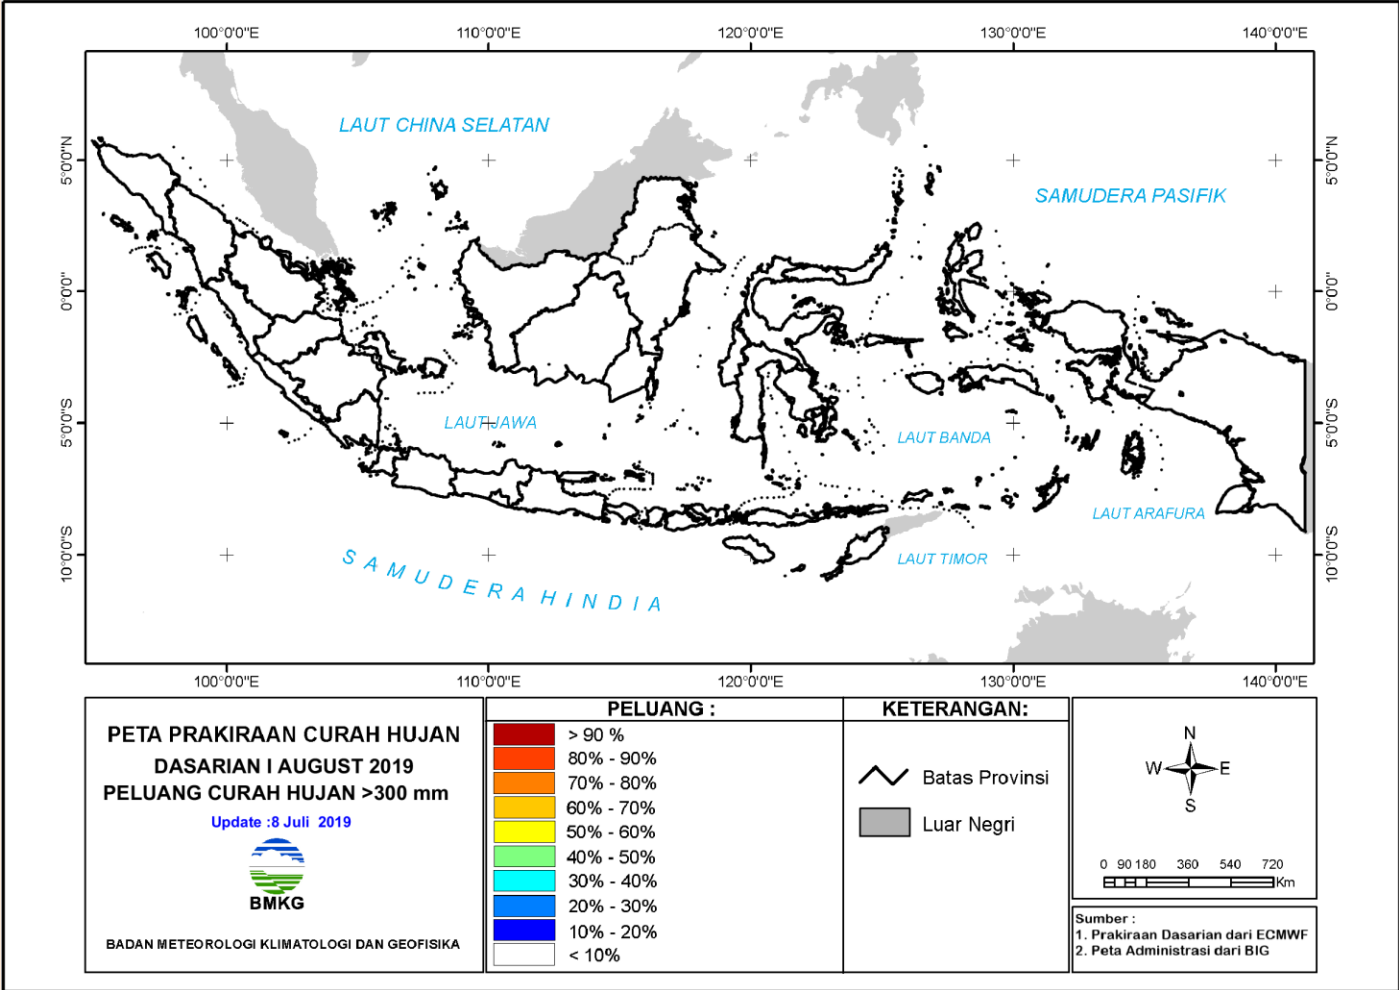 100°0'0"E 110°0'0"E 120°0'0"E 130°0'0"E 140°0'0"E
LAUT CHINA SELATAN
5°0'0"N 5°0'0"N
SAMUDERA PASIFIK
0°0'0" 0°0'0"
LAUT JAWA
5°0'0"S 5°0'0"S
LAUT BANDA
LAUT ARAFURA
10°0'0"S 10°0'0"S
LAUT TIMOR
SAMUDERA HINDIA
100°0'0"E 110°0'0"E 120°0'0"E 130°0'0"E 140°0'0"E
PETA PRAKIRAAN CURAH HUJAN
DASARIAN I AUGUST 2019
PELUANG CURAH HUJAN >300 mm
Update :8 Juli 2019
BMKG
BADAN METEOROLOGI KLIMATOLOGI DAN GEOFISIKA
PELUANG :
> 90 %
80% - 90%
70% - 80%
60% - 70%
50% - 60%
40% - 50%
30% - 40%
20% - 30%
10% - 20%
< 10%
KETERANGAN:
Batas Provinsi
Luar Negri
N
W E
S
0 90 180 360 540 720
Km
Sumber :
1. Prakiraan Dasarian dari ECMWF
2. Peta Administrasi dari BIG